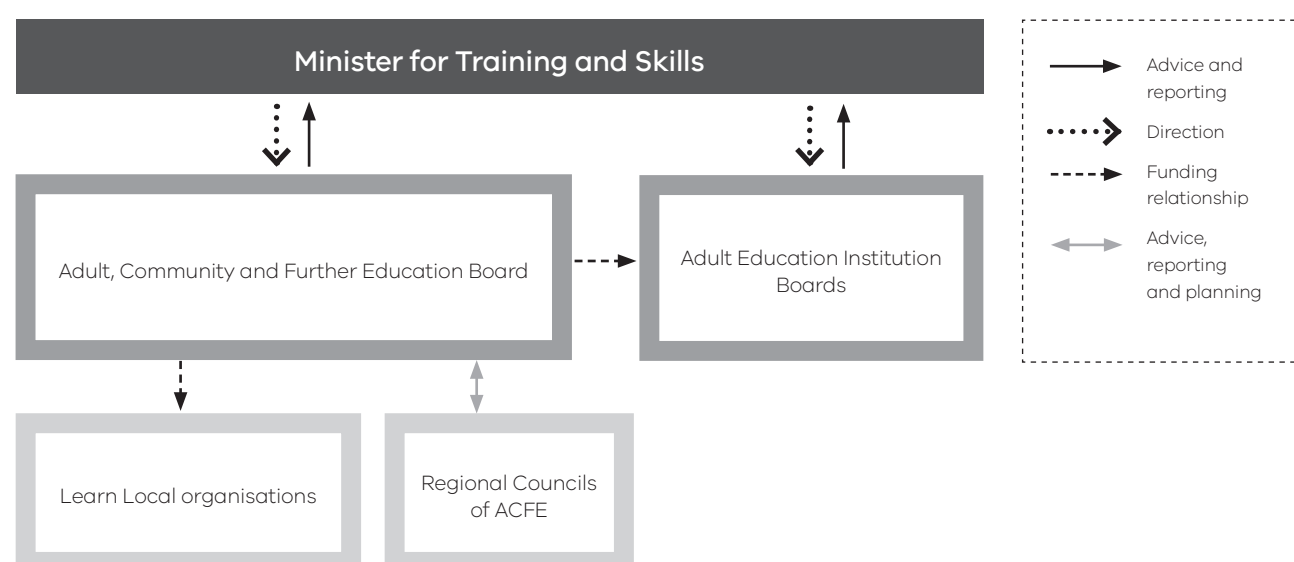 Minister for Training and Skills
Advice and
reporting
Direction
Funding
relationship
Advice,
reporting
and planning
Adult, Community and Further Education Board
Adult Education Institution
Boards
Learn Local organisations
Regional Councils
of ACFE